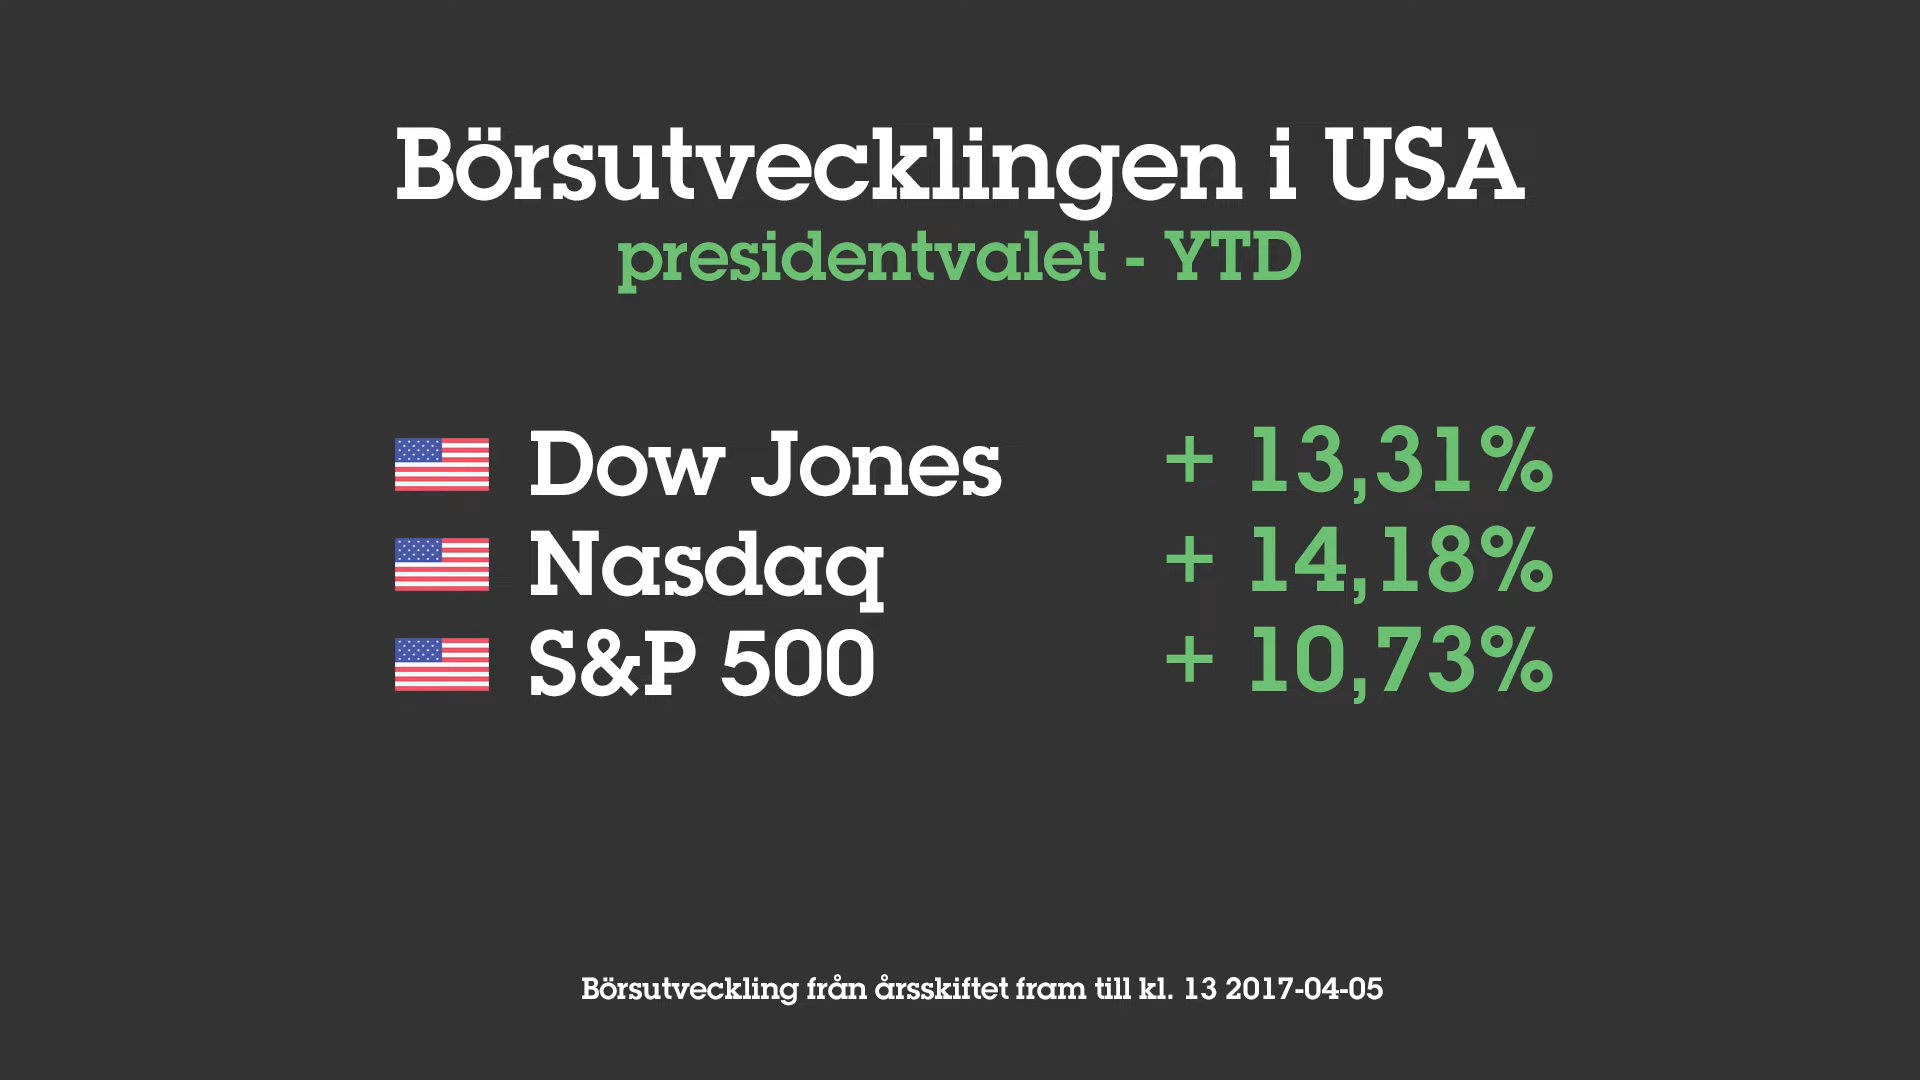 Börsutvecklingen i USA
presidentvalet - YTD
Dow Jones + 13,31%
Nasdaq + 14,18%
S&P 500 + 10,73%
Börsutveckling från årsskiftet fram till kl. 13 2017-04-05